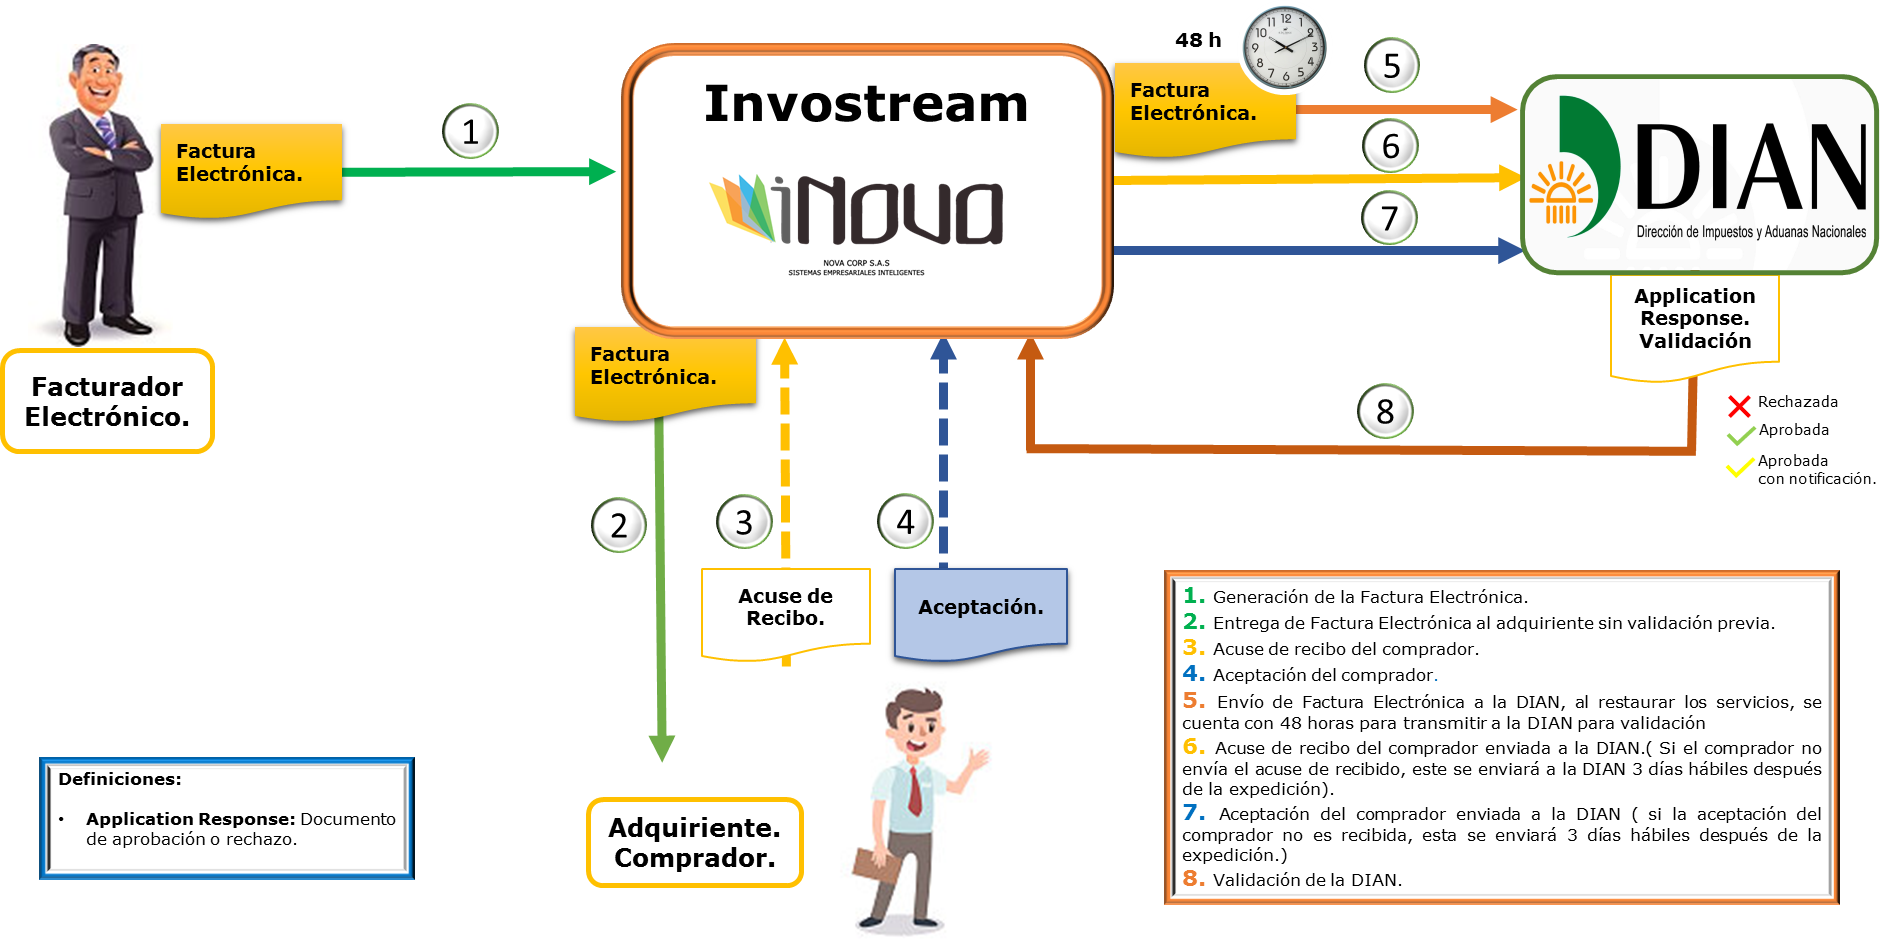 48 h
Factura
Electrónica.
5
Invostream
Factura
Electrónica.
1
6
7
DIAN
Dirección de Impuestos y Aduanas Nacionales
iNova
NOVA CORP S.A.S
SISTEMAS EMPRESARIALES INTELIGENTES
Application
Response.
Validación
Factura
Electrónica.
Facturador
Electrónico.
8
Rechazada
Aprobada
Aprobada
con notificación.
2
3
4
Acuse de
Recibo.
Aceptación.
1. Generación de la Factura Electrónica.
2. Entrega de Factura Electrónica al adquiriente sin validación previa.
3. Acuse de recibo del comprador.
4. Aceptación del comprador.
5. Envío de Factura Electrónica a la DIAN, al restaurar los servicios, se
cuenta con 48 horas para transmitir a la DIAN para validación
6. Acuse de recibo del comprador enviada a la DIAN.( Si el comprador no
envía el acuse de recibido, este se enviará a la DIAN 3 días hábiles después
de la expedición).
7. Aceptación del comprador enviada a la DIAN ( si la aceptación del
comprador no es recibida, esta se enviará 3 días hábiles después de la
expedición.)
8. Validación de la DIAN.
Definiciones:
• Application Response: Documento
de aprobación o rechazo.
Adquiriente.
Comprador.